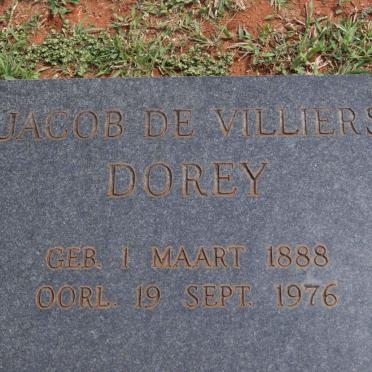 JACOB DE VILLIERS
DOREY
GEB. 1 MAART 1888
OORL. 19 SEPT. 1976